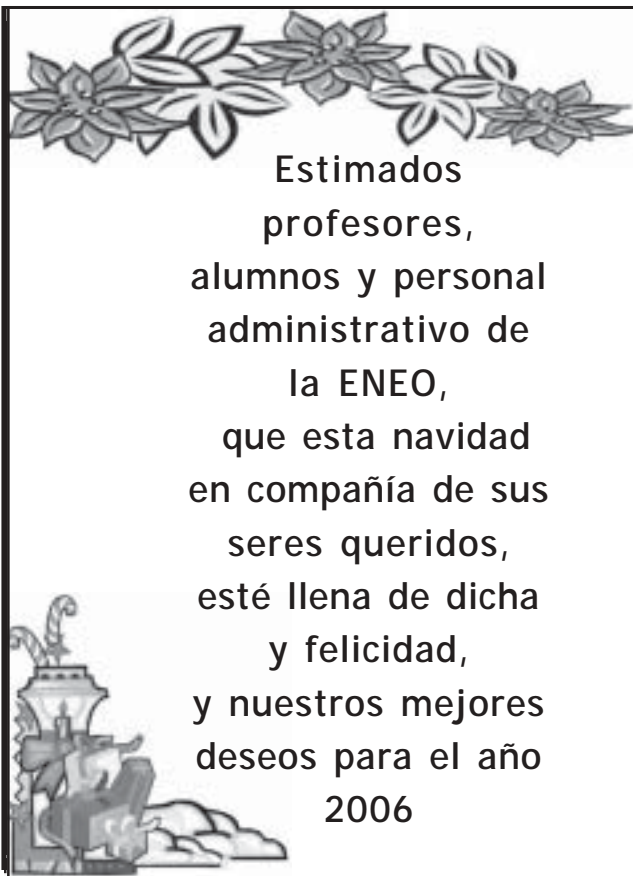 Estimados
profesores,
alumnos y personal
administrativo de
la ENEO,
que esta navidad
en compañía de sus
seres queridos,
esté llena de dicha
y felicidad,
y nuestros mejores
deseos para el año
2006